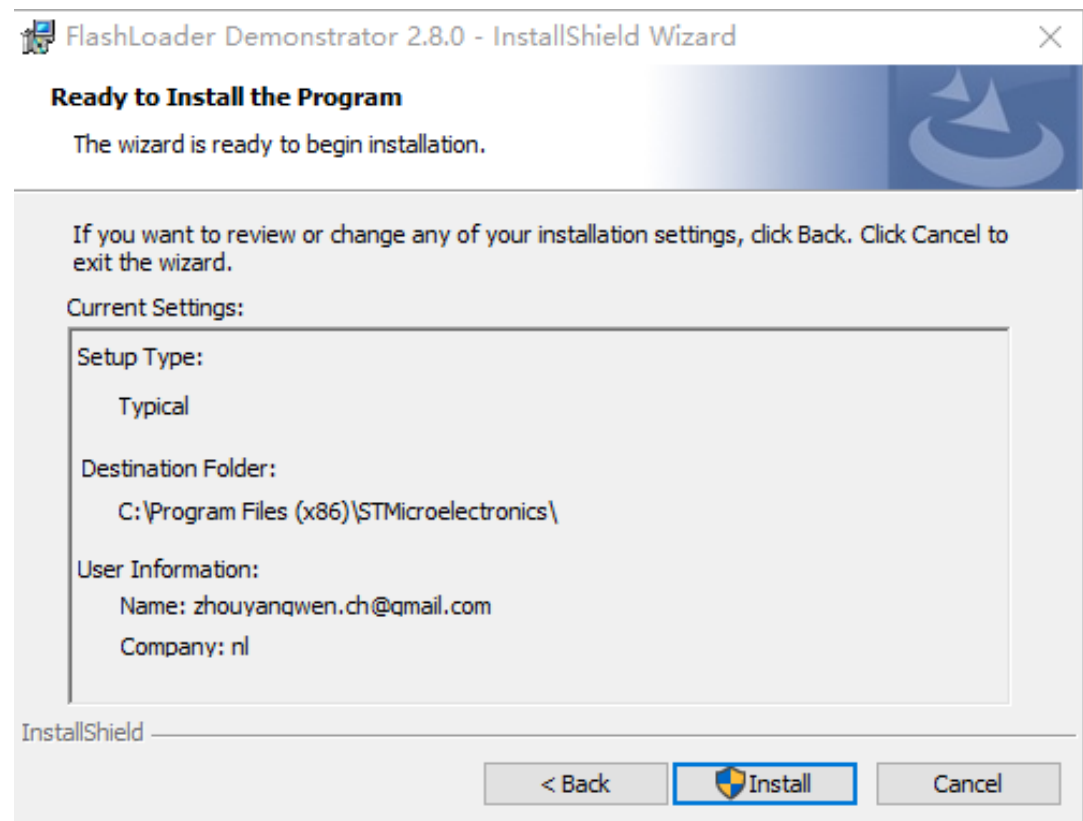 FlashLoader Demonstrator 2.8.0 - InstallShield Wizard
Ready to Install the Program
The wizard is ready to begin installation.
If you want to review or change any of your installation settings, click Back. Click Cancel to
exit the wizard.
Current Settings:
Setup Type:
Typical
Destination Folder:
C:\Program Files (x86)\STMicroelectronics\
User Information:
Name: zhouyangwen.ch@gmail.com
Company: nl
InstallShield
< Back
Install
Cancel